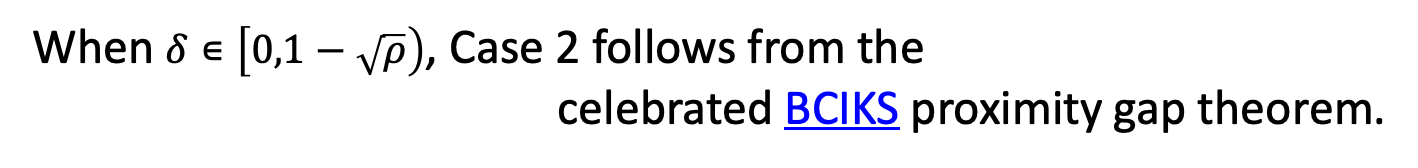 When δ ∈ [0,1 − √ρ), Case 2 follows from the
celebrated BCIKS proximity gap theorem.